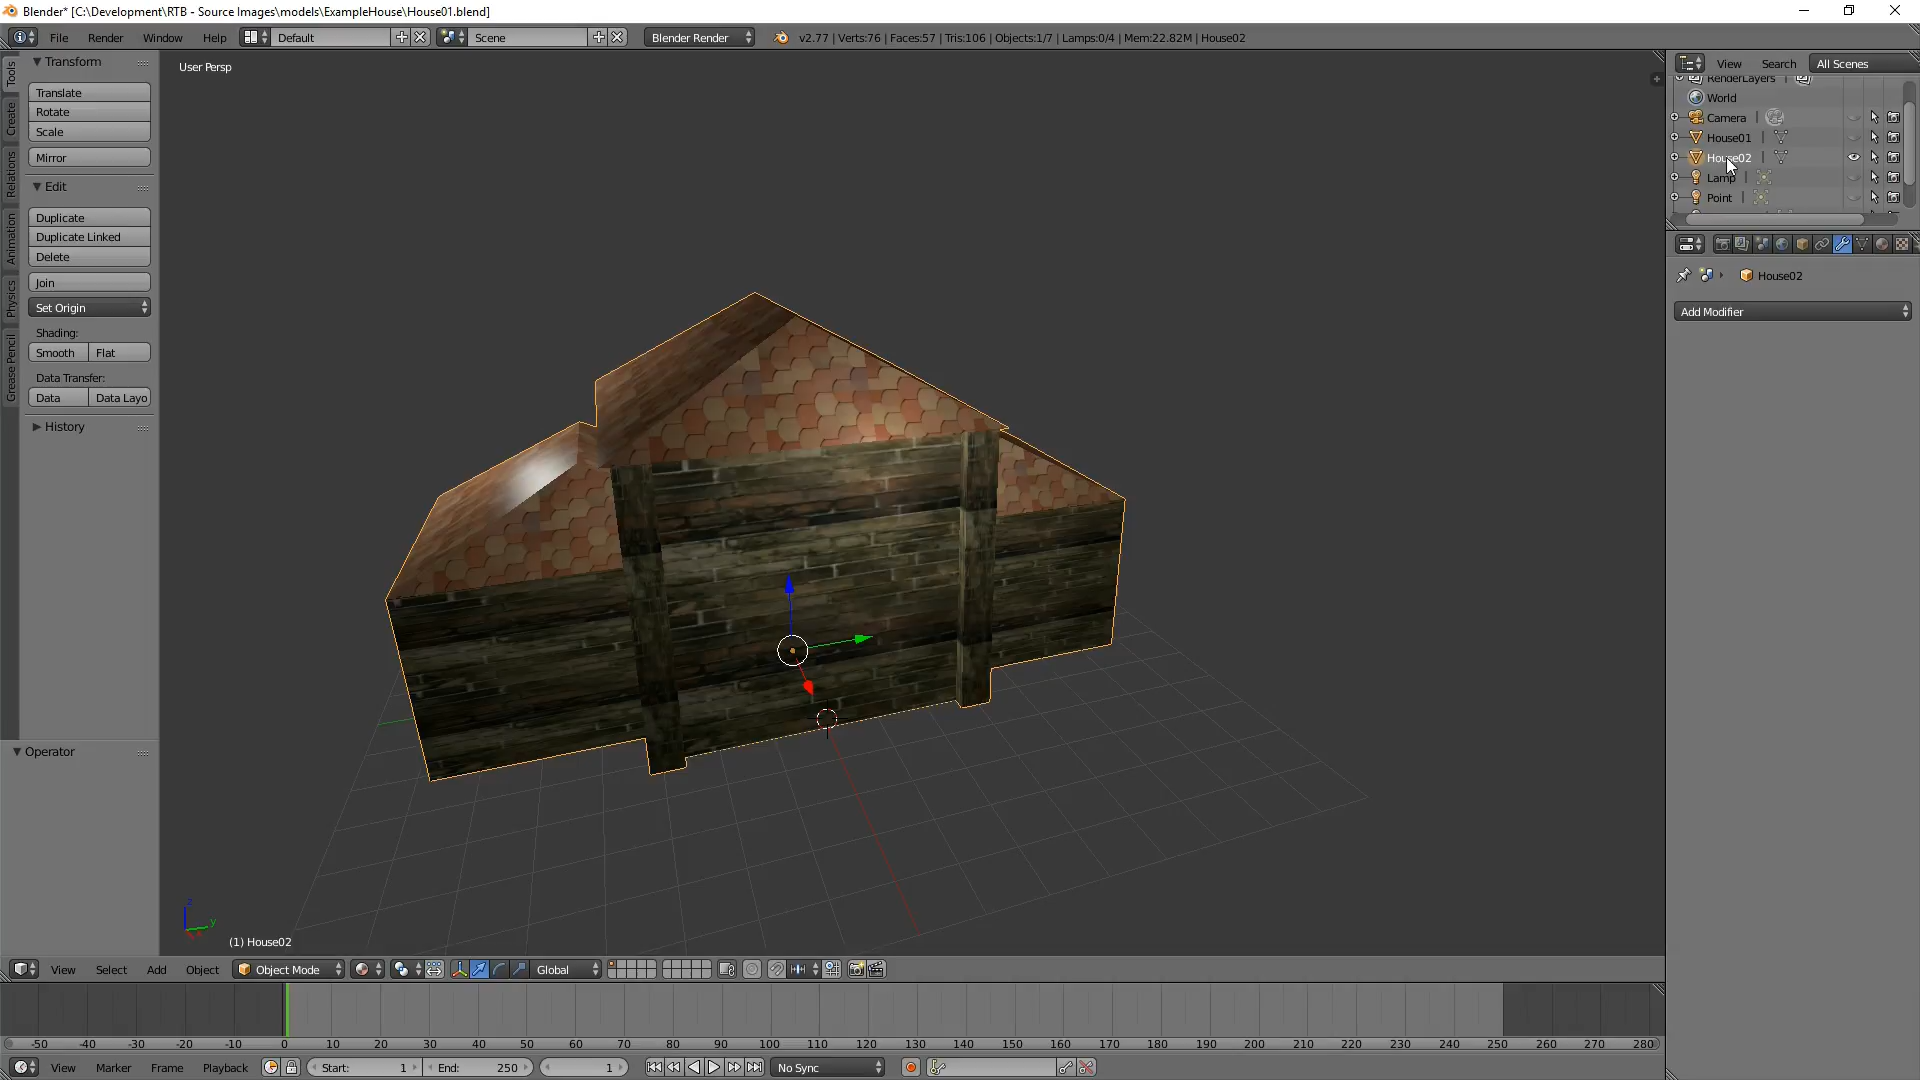 Blender* [C:\Development\RTB - Source Images\models\ExampleHouse\House01.blend]
File Render Window Help Default Scene Blender Render v2.77 | Verts:76 | Faces:57 | Tris:106 | Objects:1/7 | Lamps:0/4 | Mem:22.82M | House02
Tools
Create
Relations
Animation
Physics
Grease Pencil
Transform
Translate
Rotate
Scale
Mirror
Edit
Duplicate
Duplicate Linked
Delete
Join
Set Origin
Shading:
Smooth Flat
Data Transfer:
Data Data Layo
History
Operator
User Persp
z
y
(1) House02
View Search All Scenes
RenderLayers
World
Camera
House01
House02
Lamp
Point
House02
Add Modifier
View Select Add Object Object Mode Global
-50 -40 -30 -20 -10 0 10 20 30 40 50 60 70 80 90 100 110 120 130 140 150 160 170 180 190 200 210 220 230 240 250 260 270 280
View Marker Frame Playback Start: 1 End: 250 1 No Sync